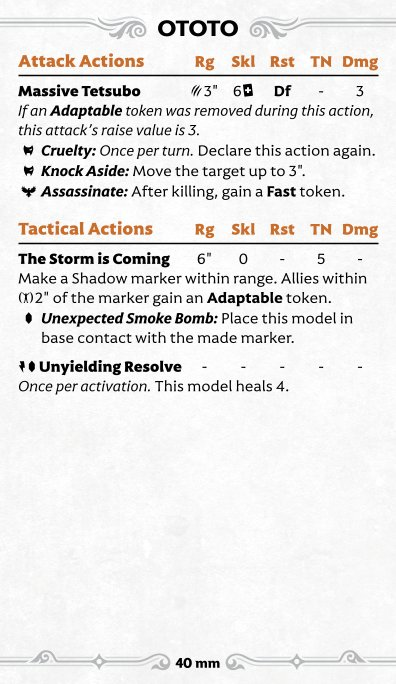 OTOTO
Attack Actions Rg Skl Rst TN Dmg
Massive Tetsubo 3" 6 Df - 3
If an Adaptable token was removed during this action,
this attack's raise value is 3.
Cruelty: Once per turn. Declare this action again.
Knock Aside: Move the target up to 3".
Assassinate: After killing, gain a Fast token.
Tactical Actions Rg Skl Rst TN Dmg
The Storm is Coming 6" 0 - 5 -
Make a Shadow marker within range. Allies within
2" of the marker gain an Adaptable token.
Unexpected Smoke Bomb: Place this model in
base contact with the made marker.
Unyielding Resolve - - - - -
Once per activation. This model heals 4.
40 mm